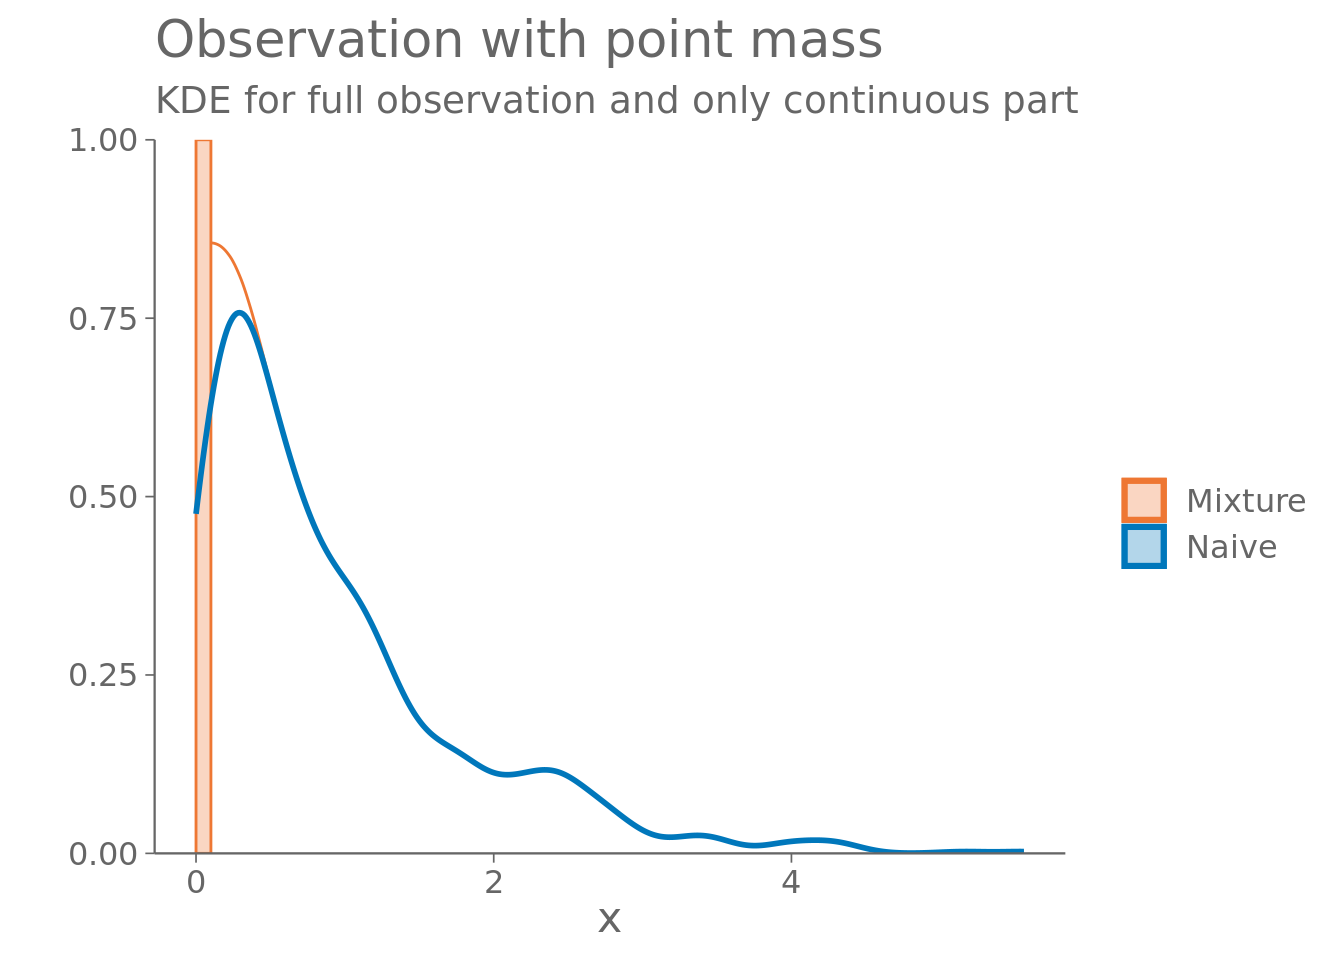 Observation with point mass
KDE for full observation and only continuous part
1.00
0.75
0.50
0.25
0.00
0 2 4
x
Mixture
Naive